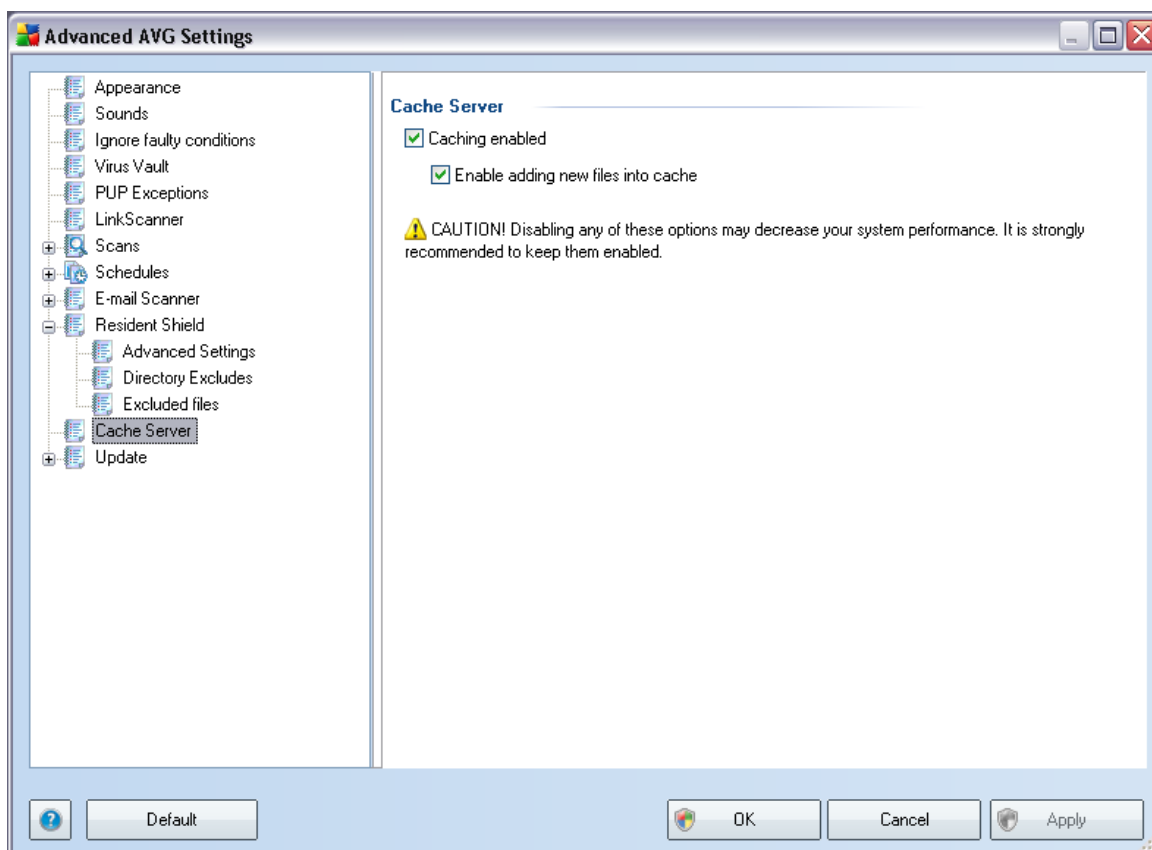 Advanced AVG Settings
Appearance
Sounds
Ignore faulty conditions
Virus Vault
PUP Exceptions
LinkScanner
Scans
Schedules
E-mail Scanner
Resident Shield
Advanced Settings
Directory Excludes
Excluded files
Cache Server
Update
Cache Server
Caching enabled
Enable adding new files into cache
CAUTION! Disabling any of these options may decrease your system performance. It is strongly
recommended to keep them enabled.
Default
OK
Cancel
Apply